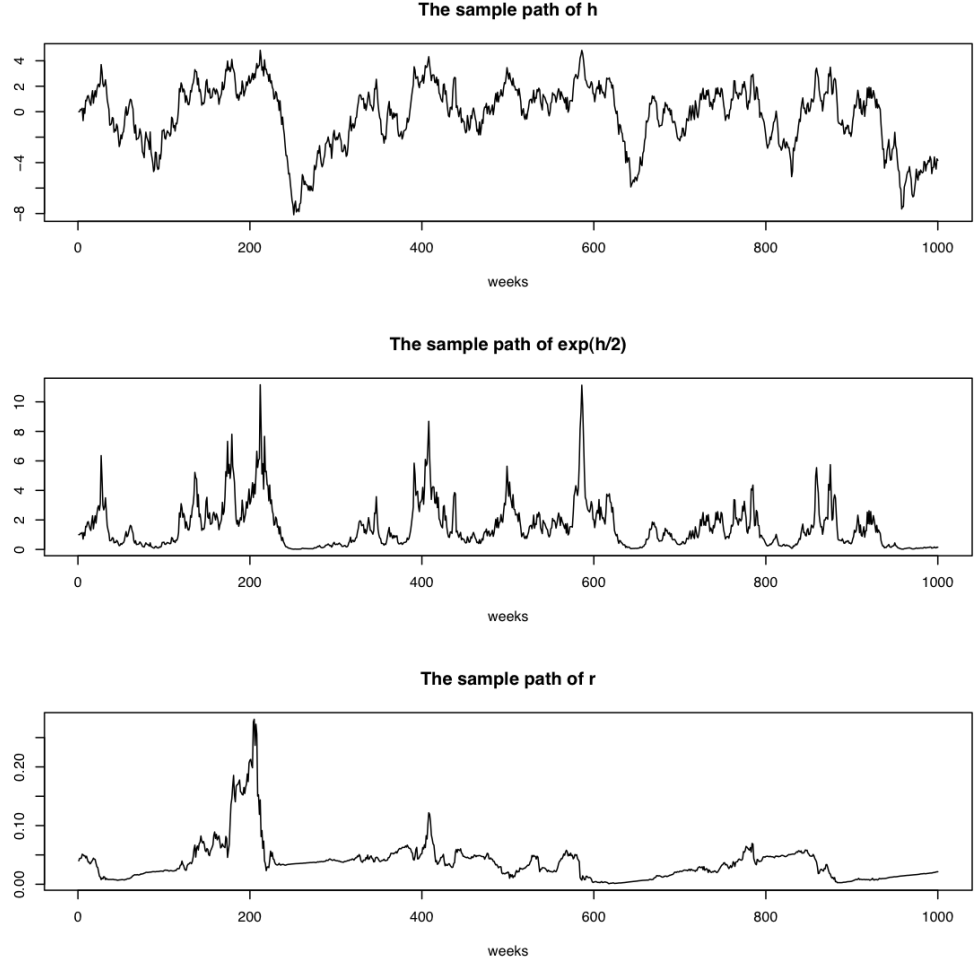 The sample path of h
4
2
0
−4
−8
0 200 400 600 800 1000
weeks
The sample path of exp(h/2)
10
8
6
4
2
0
0 200 400 600 800 1000
weeks
The sample path of r
0.20
0.10
0.00
0 200 400 600 800 1000
weeks